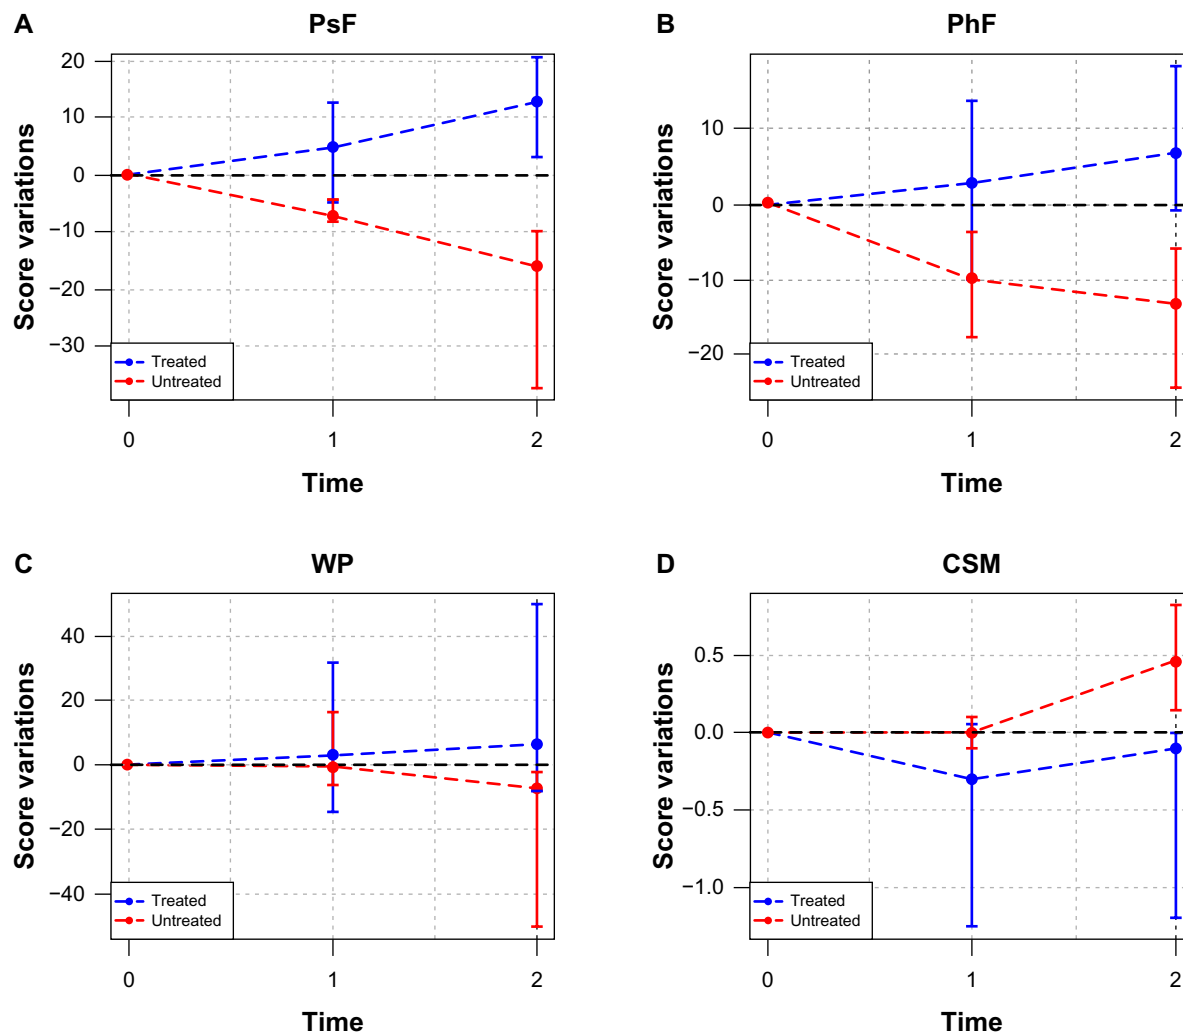 A
PsF
Score variations
20
10
0
−10
−20
−30
Treated
Untreated
0
1
2
Time
B
PhF
Score variations
10
0
−10
−20
Treated
Untreated
0
1
2
Time
C
WP
Score variations
40
20
0
−20
−40
Treated
Untreated
0
1
2
Time
D
CSM
Score variations
0.5
0.0
−0.5
−1.0
Treated
Untreated
0
1
2
Time